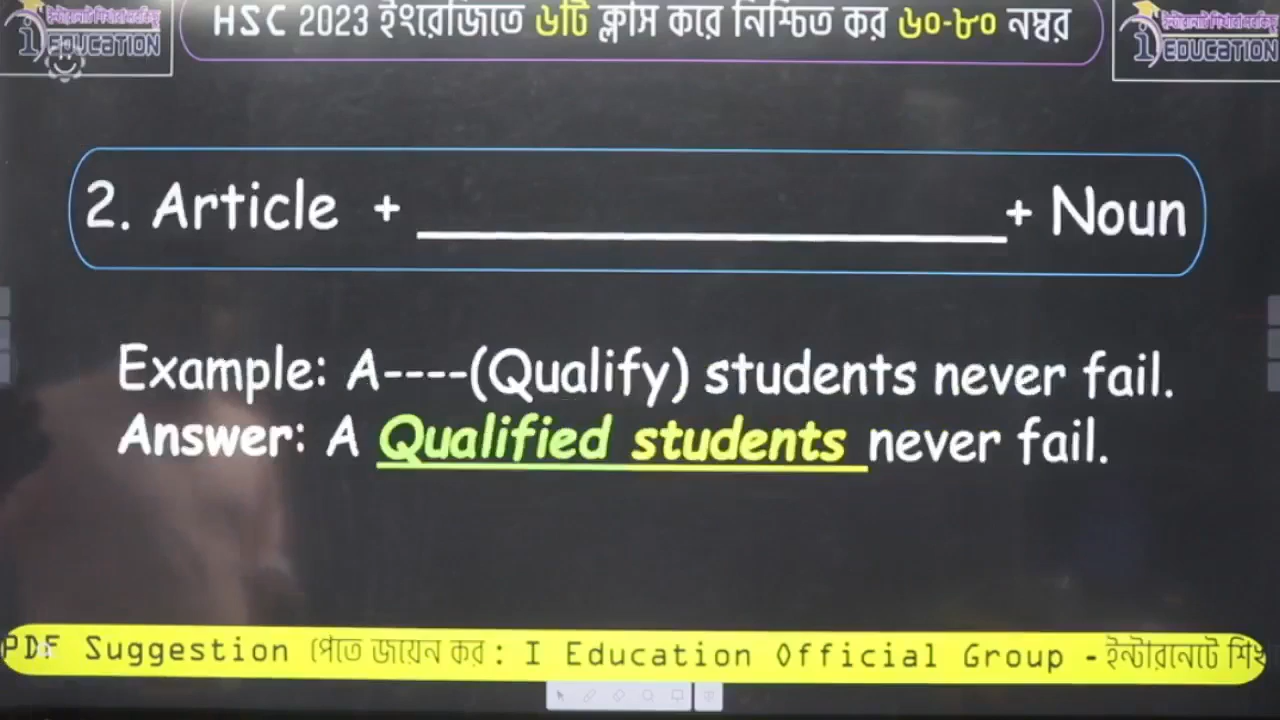 HSC 2023 ইংরেজিতে ৬টি ক্লাস করে নিশ্চিত কর ৬০-৮০ নম্বর
EDUCATION
EDUCATION
2. Article + + Noun
Example: A----(Qualify) students never fail.
Answer: A Qualified students never fail.
PDF Suggestion পেতে জয়েন কর : I Education Official Group - ইন্টারনেটে